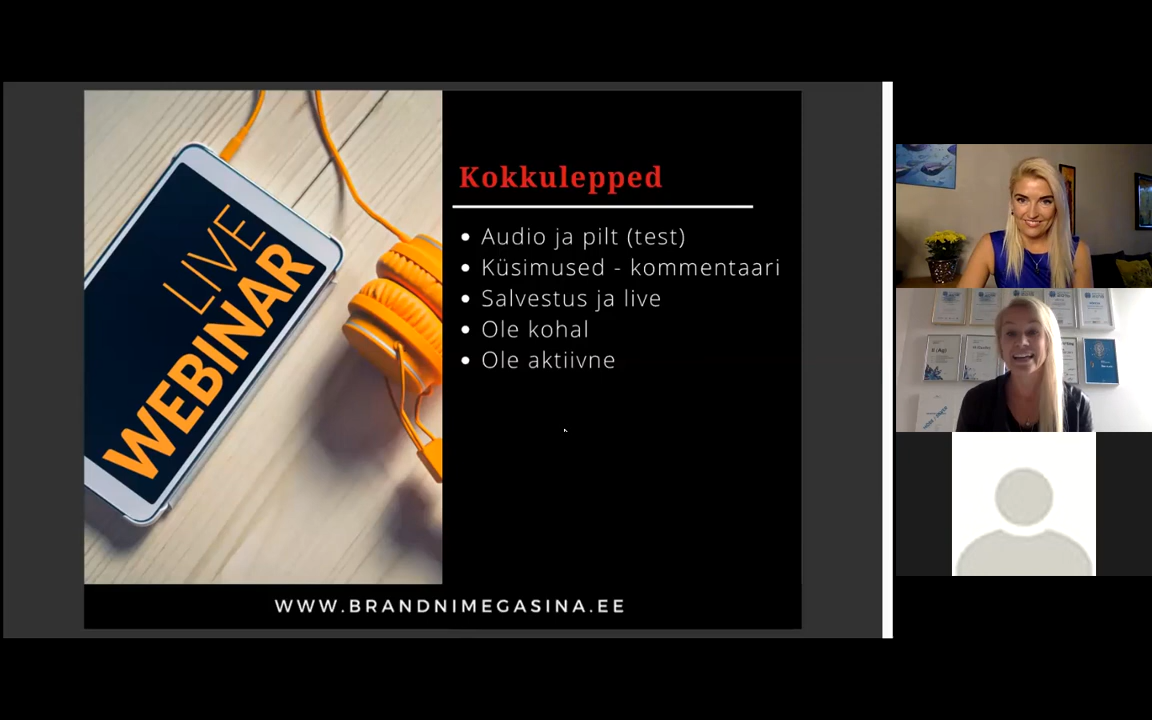 LIVE
WEBINAR
Kokkulepped
Audio ja pilt (test)
Küsimused - kommentaari
Salvestus ja live
Ole kohal
Ole aktiivne
WWW.BRANDNIMEGASINA.EE